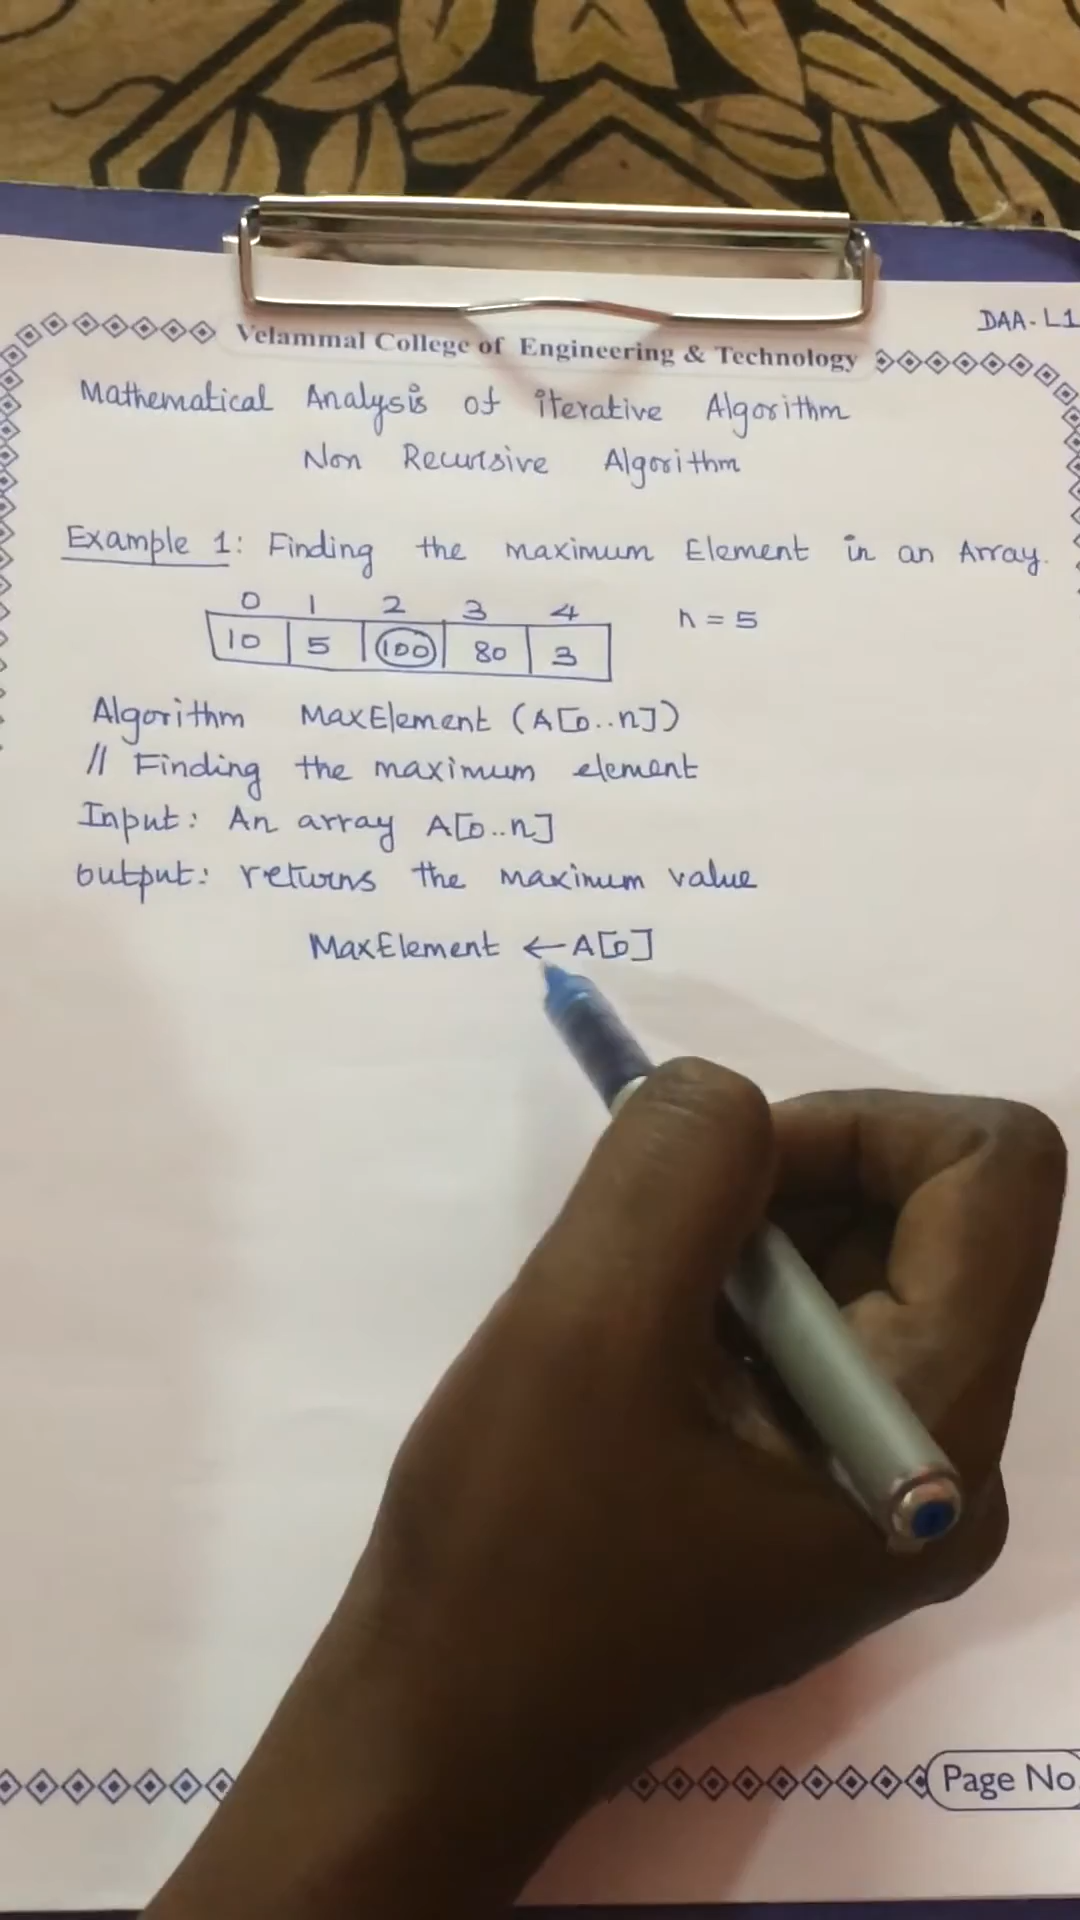 DAA-L1
Velammal College of Engineering & Technology
Mathematical Analysis of iterative Algorithm
Non Recursive Algorithm
Example 1: Finding the maximum Element in an Array.
0 1 2 3 4
10 5 100 80 3 n = 5
Algorithm MaxElement (A[0..n])
// Finding the maximum element
Input: An array A[0..n]
output: returns the maximum value
MaxElement ← A[0]
Page No